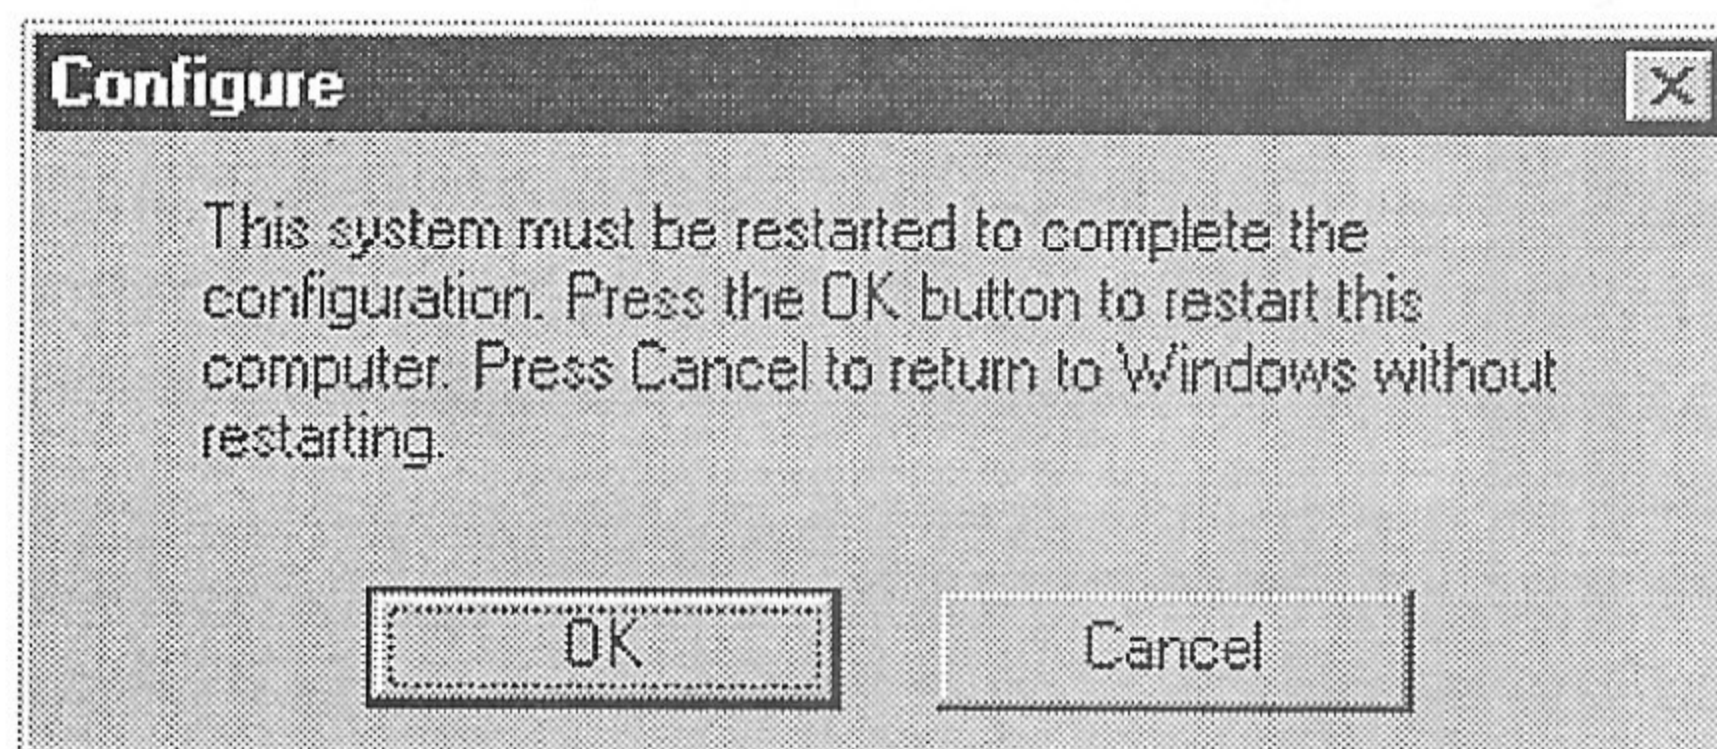 Configure
This system must be restarted to complete the
configuration. Press the OK button to restart this
computer. Press Cancel to return to Windows without
restarting.
OK
Cancel